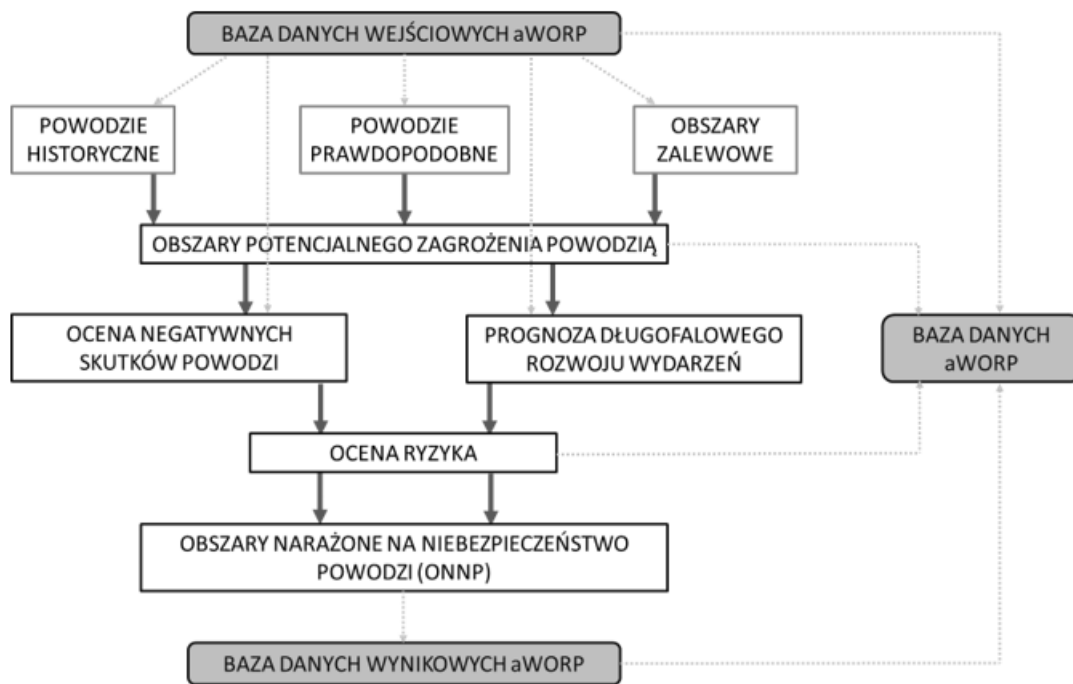 BAZA DANYCH WEJŚCIOWYCH aWORP
POWODZIE
HISTORYCZNE
POWODZIE
PRAWDOPODOBNE
OBSZARY
ZALEWOWE
OBSZARY POTENCJALNEGO ZAGROŻENIA POWODZIĄ
OCENA NEGATYWNYCH
SKUTKÓW POWODZI
PROGNOZA DŁUGOFALOWEGO
ROZWOJU WYDARZEŃ
BAZA DANYCH
aWORP
OCENA RYZYKA
OBSZARY NARAŻONE NA NIEBEZPIECZEŃSTWO
POWODZI (ONNP)
BAZA DANYCH WYNIKOWYCH aWORP